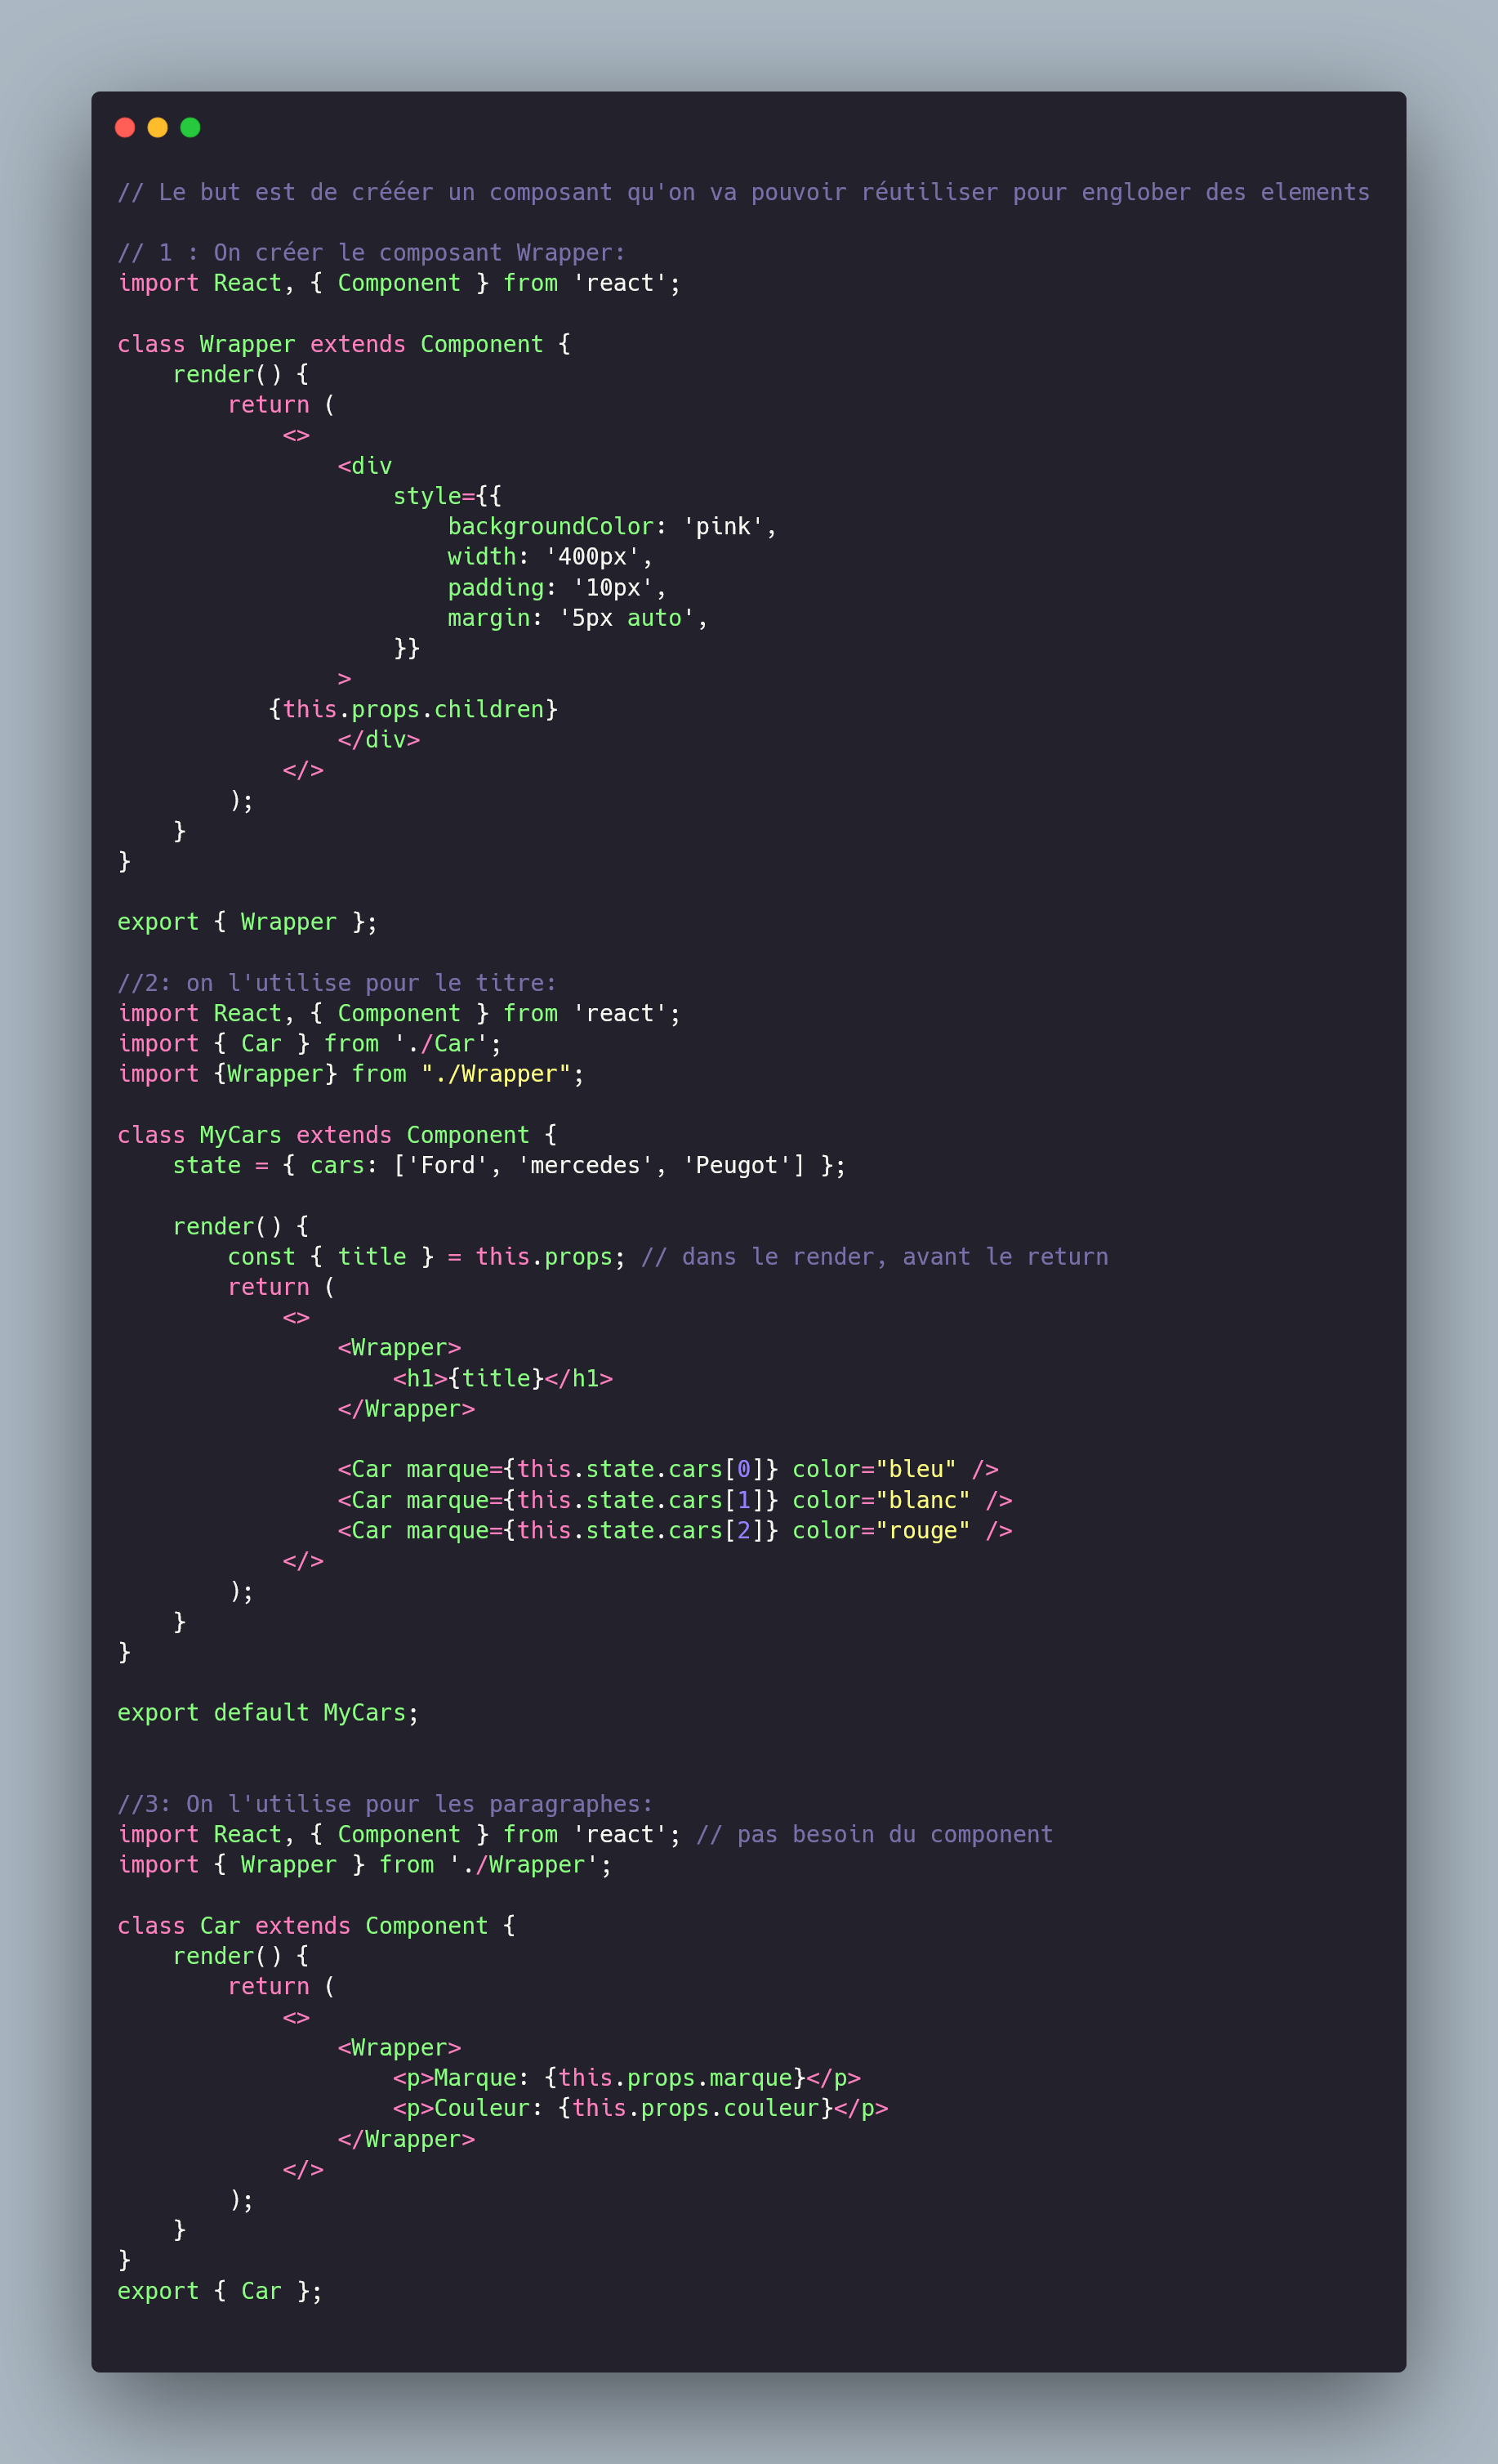 // Le but est de crééer un composant qu'on va pouvoir réutiliser pour englober des elements
// 1 : On créer le composant Wrapper:
import React, { Component } from 'react';
class Wrapper extends Component {
render() {
return (
<>
<div
style={{
backgroundColor: 'pink',
width: '400px',
padding: '10px',
margin: '5px auto',
}}
>
{this.props.children}
</div>
</>
);
}
}
export { Wrapper };
//2: on l'utilise pour le titre:
import React, { Component } from 'react';
import { Car } from './Car';
import {Wrapper} from "./Wrapper";
class MyCars extends Component {
state = { cars: ['Ford', 'mercedes', 'Peugot'] };
render() {
const { title } = this.props; // dans le render, avant le return
return (
<>
<Wrapper>
<h1>{title}</h1>
</Wrapper>
<Car marque={this.state.cars[0]} color="bleu" />
<Car marque={this.state.cars[1]} color="blanc" />
<Car marque={this.state.cars[2]} color="rouge" />
</>
);
}
}
export default MyCars;
//3: On l'utilise pour les paragraphes:
import React, { Component } from 'react'; // pas besoin du component
import { Wrapper } from './Wrapper';
class Car extends Component {
render() {
return (
<>
<Wrapper>
<p>Marque: {this.props.marque}</p>
<p>Couleur: {this.props.couleur}</p>
</Wrapper>
</>
);
}
}
export { Car };